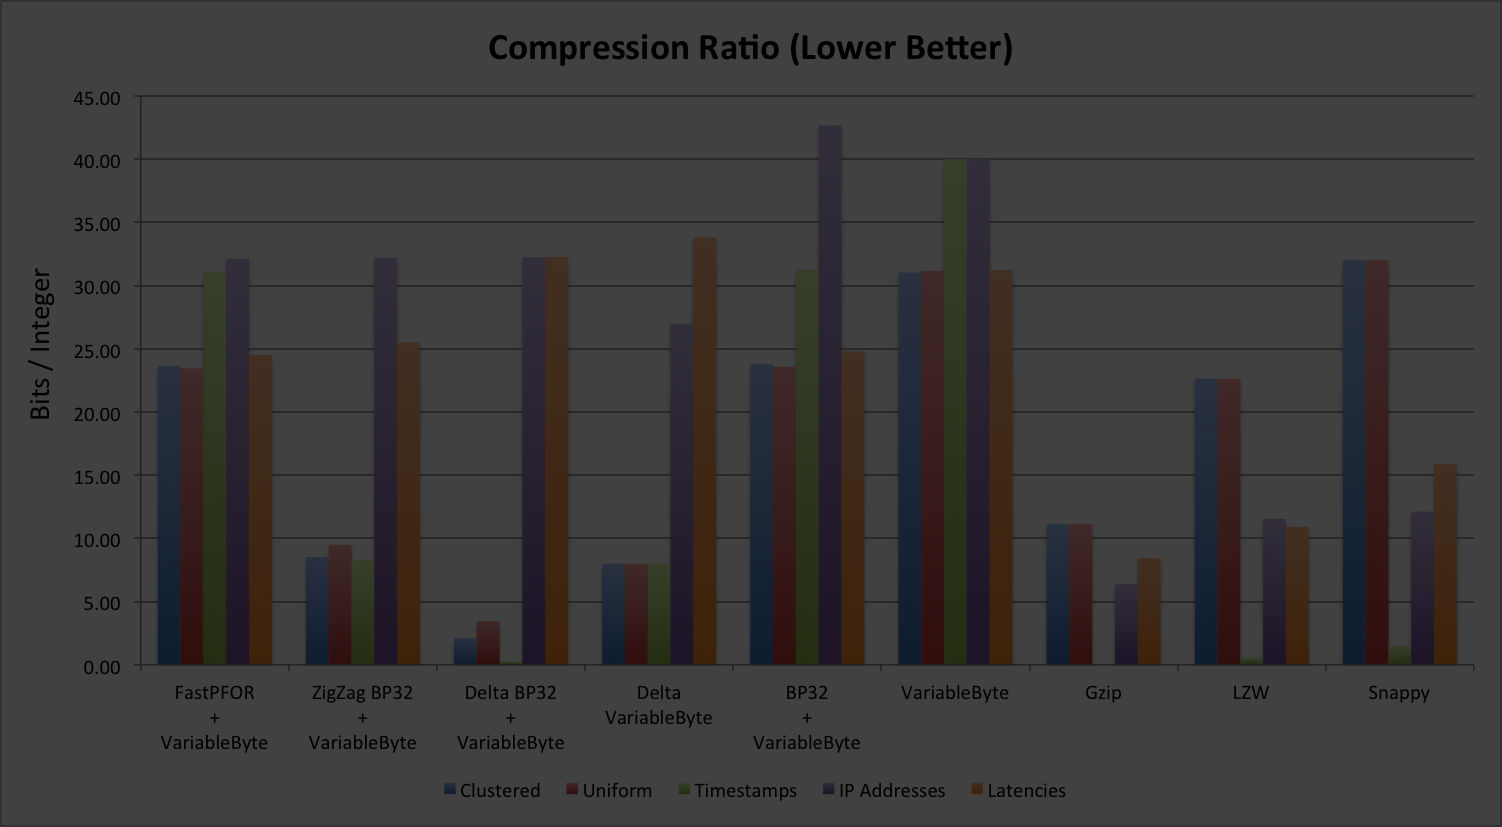 Compression Ratio (Lower Better)
45.00
40.00
35.00
30.00
25.00
20.00
15.00
10.00
5.00
0.00
Bits / Integer
FastPFOR
+
VariableByte
ZigZag BP32
+
VariableByte
Delta BP32
+
VariableByte
Delta
VariableByte
BP32
+
VariableByte
VariableByte
Gzip
LZW
Snappy
Clustered
Uniform
Timestamps
IP Addresses
Latencies